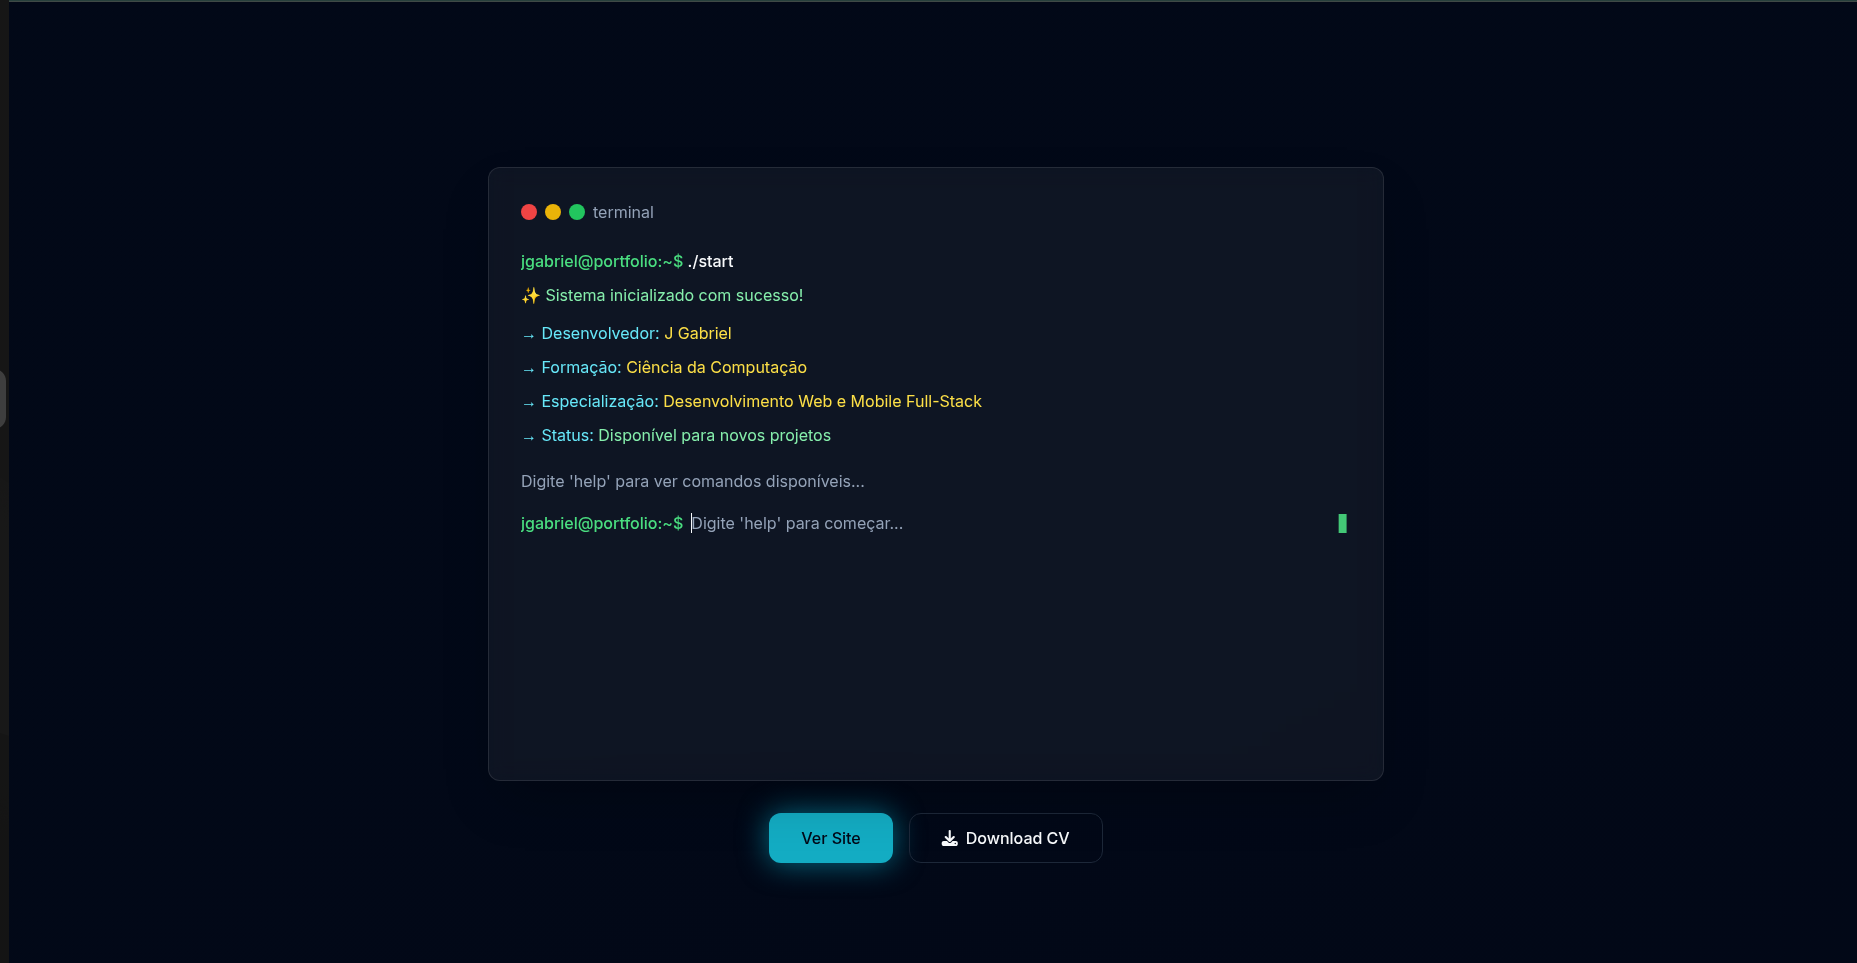 terminal
jgabriel@portfolio:~$ ./start
✨ Sistema inicializado com sucesso!
→ Desenvolvedor: J Gabriel
→ Formação: Ciência da Computação
→ Especialização: Desenvolvimento Web e Mobile Full-Stack
→ Status: Disponível para novos projetos
Digite 'help' para ver comandos disponíveis...
jgabriel@portfolio:~$ Digite 'help' para começar...
Ver Site
Download CV